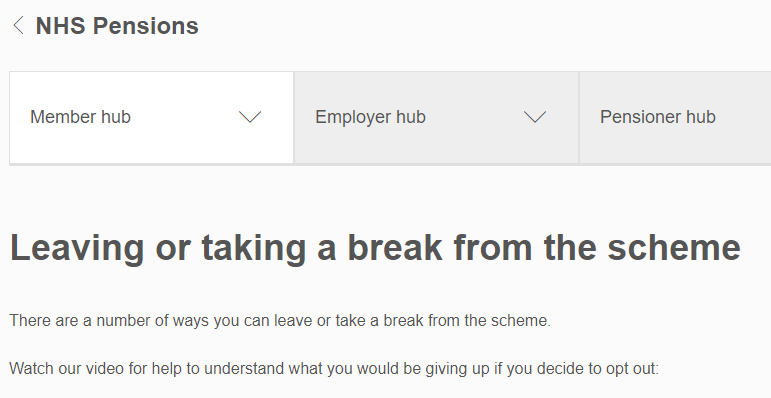 NHS Pensions
Member hub
Employer hub
Pensioner hub
Leaving or taking a break from the scheme
There are a number of ways you can leave or take a break from the scheme.
Watch our video for help to understand what you would be giving up if you decide to opt out: